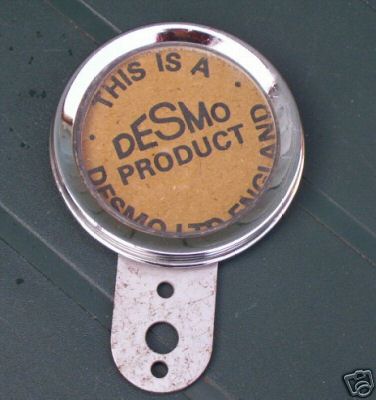 · THIS IS A ·
DESMO
PRODUCT
DESMO LTD ENGLAND